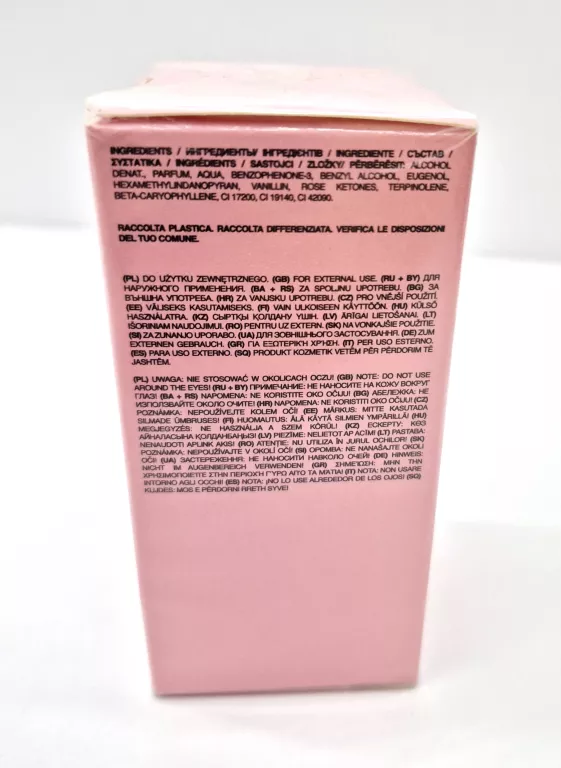 INGREDIENTS / ИНГРЕДИЕНТЫ/ ІНГРЕДІЄНТІВ / INGREDIENTE / СЪСТАВ /
ΣΥΣΤΑΤΙΚΑ / INGRÉDIENTS / SASTOJCI / ZLOŽKY/ PËRBËRËSIT: ALCOHOL
DENAT., PARFUM, AQUA, BENZOPHENONE-3, BENZYL ALCOHOL, EUGENOL,
HEXAMETHYLINDANOPYRAN, VANILLIN, ROSE KETONES, TERPINOLENE,
BETA-CARYOPHYLLENE, CI 17200, CI 19140, CI 42090.
RACCOLTA PLASTICA. RACCOLTA DIFFERENZIATA. VERIFICA LE DISPOSIZIONI
DEL TUO COMUNE.
(PL) DO UŻYTKU ZEWNĘTRZNEGO. (GB) FOR EXTERNAL USE. (RU + BY) ДЛЯ
НАРУЖНОГО ПРИМЕНЕНИЯ. (BA + RS) ZA SPOLJNU UPOTREBU. (BG) ЗА
ВЪНШНА УПОТРЕБА. (HR) ZA VANJSKU UPOTREBU. (CZ) PRO VNĚJŠÍ POUŽITÍ.
(EE) VÄLISEKS KASUTAMISEKS. (FI) VAIN ULKOISEEN KÄYTTÖÖN. (HU) KÜLSŐ
HASZNÁLATRA. (KZ) СЫРТҚЫ ҚОЛДАНУ ҮШІН. (LV) ĀRĪGAI LIETOŠANAI. (LT)
IŠORINIAM NAUDOJIMUI. (RO) PENTRU UZ EXTERN. (SK) NA VONKAJŠIE POUŽITIE.
(SI) ZA ZUNANJO UPORABO. (UA) ДЛЯ ЗОВНІШНЬОГО ЗАСТОСУВАННЯ. (DE) ZUM
EXTERNEN GEBRAUCH. (GR) ΓΙΑ ΕΞΩΤΕΡΙΚΗ ΧΡΗΣΗ. (IT) PER USO ESTERNO.
(ES) PARA USO EXTERNO. (SQ) PRODUKT KOZMETIK VETËM PËR PËRDORIM TË
JASHTËM.
(PL) UWAGA: NIE STOSOWAĆ W OKOLICACH OCZU! (GB) NOTE: DO NOT USE
AROUND THE EYES! (RU + BY) ПРИМЕЧАНИЕ: НЕ НАНОСИТЕ НА КОЖУ ВОКРУГ
ГЛАЗ! (BA + RS) NAPOMENA: NE KORISTITE OKO OČIJU! (BG) БЕЛЕЖКА: НЕ
ИЗПОЛЗВАЙТЕ ОКОЛО ОЧИТЕ! (HR) NAPOMENA: NE KORISTITI OKO OČIJU! (CZ)
POZNÁMKA: NEPOUŽÍVEJTE KOLEM OČÍ! (EE) MÄRKUS: MITTE KASUTADA
SILMADE ÜMBRUSES! (FI) HUOMAUTUS: ÄLÄ KÄYTÄ SILMIEN YMPÄRILLÄ! (HU)
MEGJEGYZÉS: NE HASZNÁLJA A SZEM KÖRÜL! (KZ) ЕСКЕРТУ: КӨЗ
АЙНАЛАСЫНА ҚОЛДАНБАҢЫЗ! (LV) PIEZĪME: NELIETOT AP ACĪM! (LT) PASTABA:
NENAUDOTI APLINK AKIS! (RO) ATENȚIE: NU UTILIZA ÎN JURUL OCHILOR! (SK)
POZNÁMKA: NEPOUŽÍVAJTE V OKOLÍ OČÍ! (SI) OPOMBA: NE NANAŠAJTE OKOLI
OČI! (UA) ЗАСТЕРЕЖЕННЯ: НЕ НАНОСИТИ НАВКОЛО ОЧЕЙ! (DE) HINWEIS:
NICHT IM AUGENBEREICH VERWENDEN! (GR) ΣΗΜΕΙΩΣΗ: ΜΗΝ ΤΗΝ
ΧΡΗΣΙΜΟΠΟΙΕΙΤΕ ΣΤΗΝ ΠΕΡΙΟΧΗ ΓΥΡΩ ΑΠΟ ΤΑ ΜΑΤΙΑ! (IT) NOTA: NON USARE
INTORNO AGLI OCCHI! (ES) NOTA: ¡NO LO USE ALREDEDOR DE LOS OJOS! (SQ)
KUJDES: MOS E PËRDORNI RRETH SYVE!